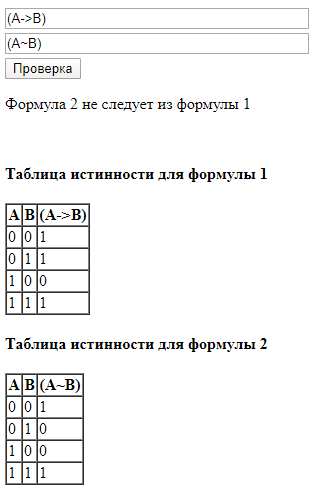 (A->B)
(A~B)
Проверка
Формула 2 не следует из формулы 1
Таблица истинности для формулы 1
A B (A->B)
0 0 1
0 1 1
1 0 0
1 1 1
Таблица истинности для формулы 2
A B (A~B)
0 0 1
0 1 0
1 0 0
1 1 1